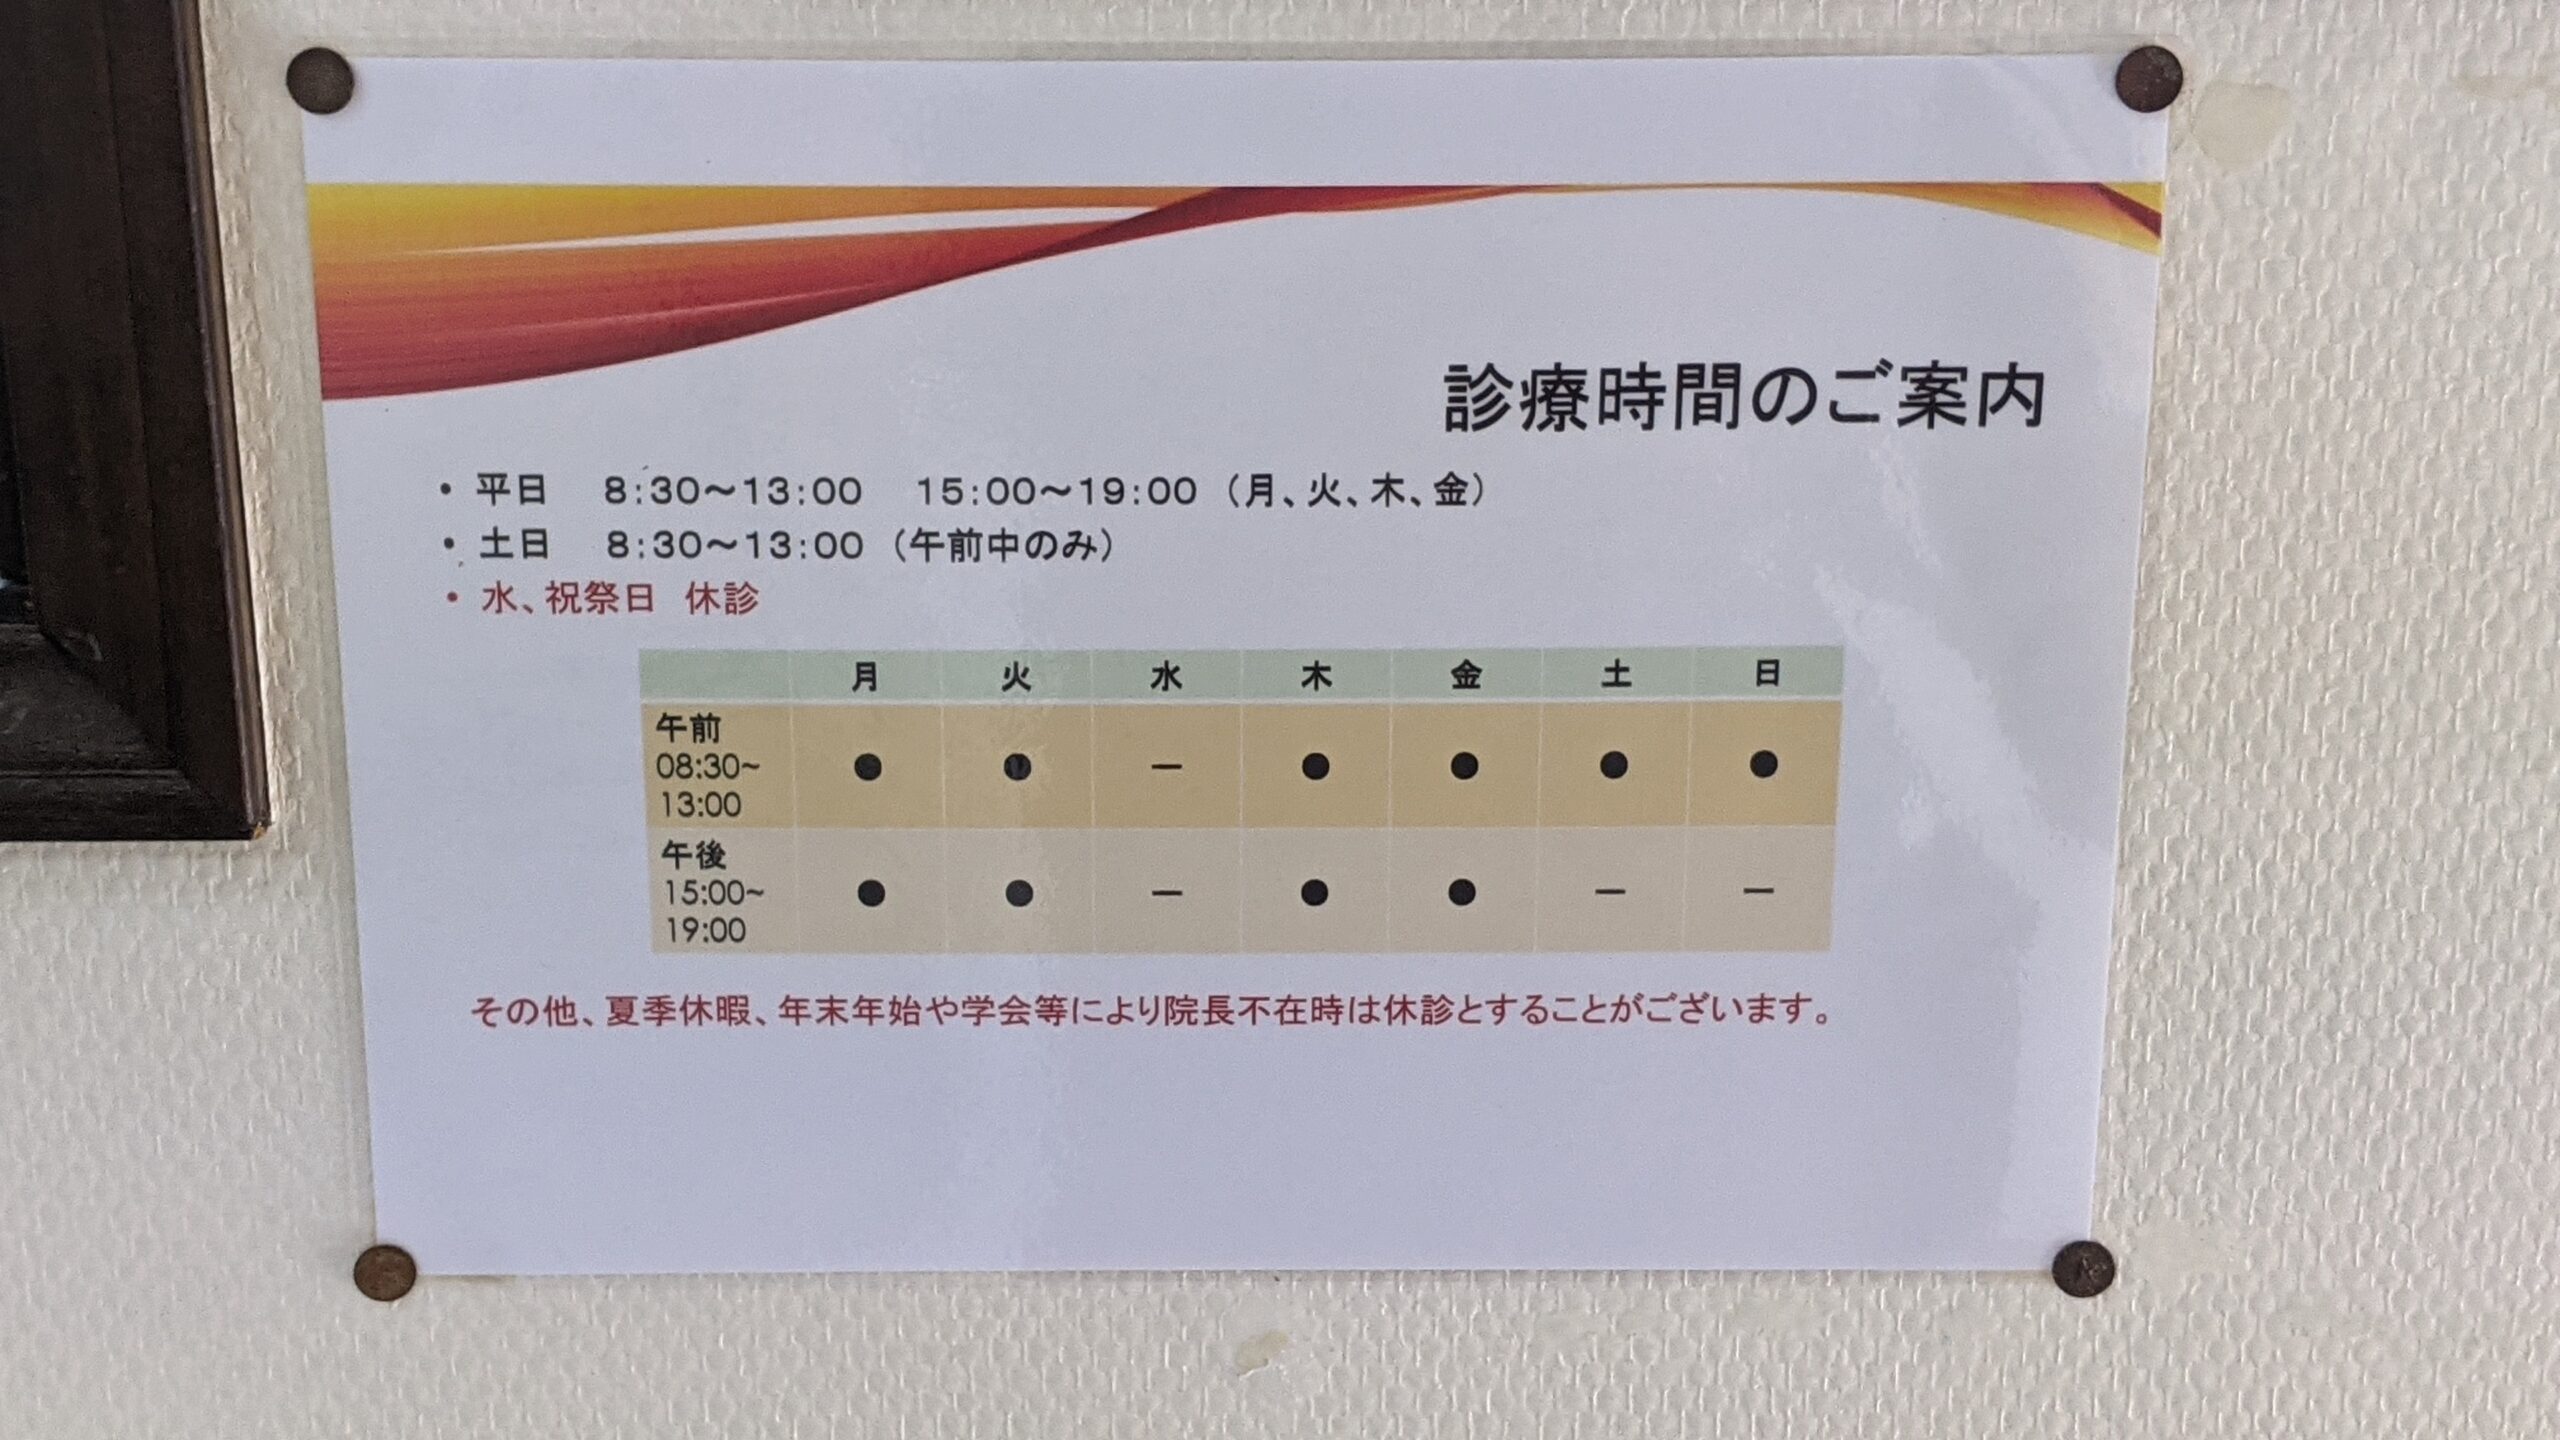 診療時間のご案内
• 平日　8:30～13:00　15:00～19:00（月、火、木、金）
• 土日　8:30～13:00（午前中のみ）
• 水、祝祭日　休診
月 火 水 木 金 土 日
午前
08:30~
13:00
● ● ― ● ● ● ●
午後
15:00~
19:00
● ● ― ● ● ― ―
その他、夏季休暇、年末年始や学会等により院長不在時は休診とすることがございます。